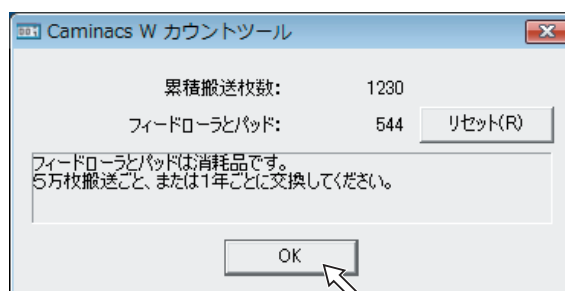 Caminacs W カウントツール
累積搬送枚数: 1230
フィードローラとパッド: 544 リセット(R)
フィードローラとパッドは消耗品です。
5万枚搬送ごと、または1年ごとに交換してください。
OK